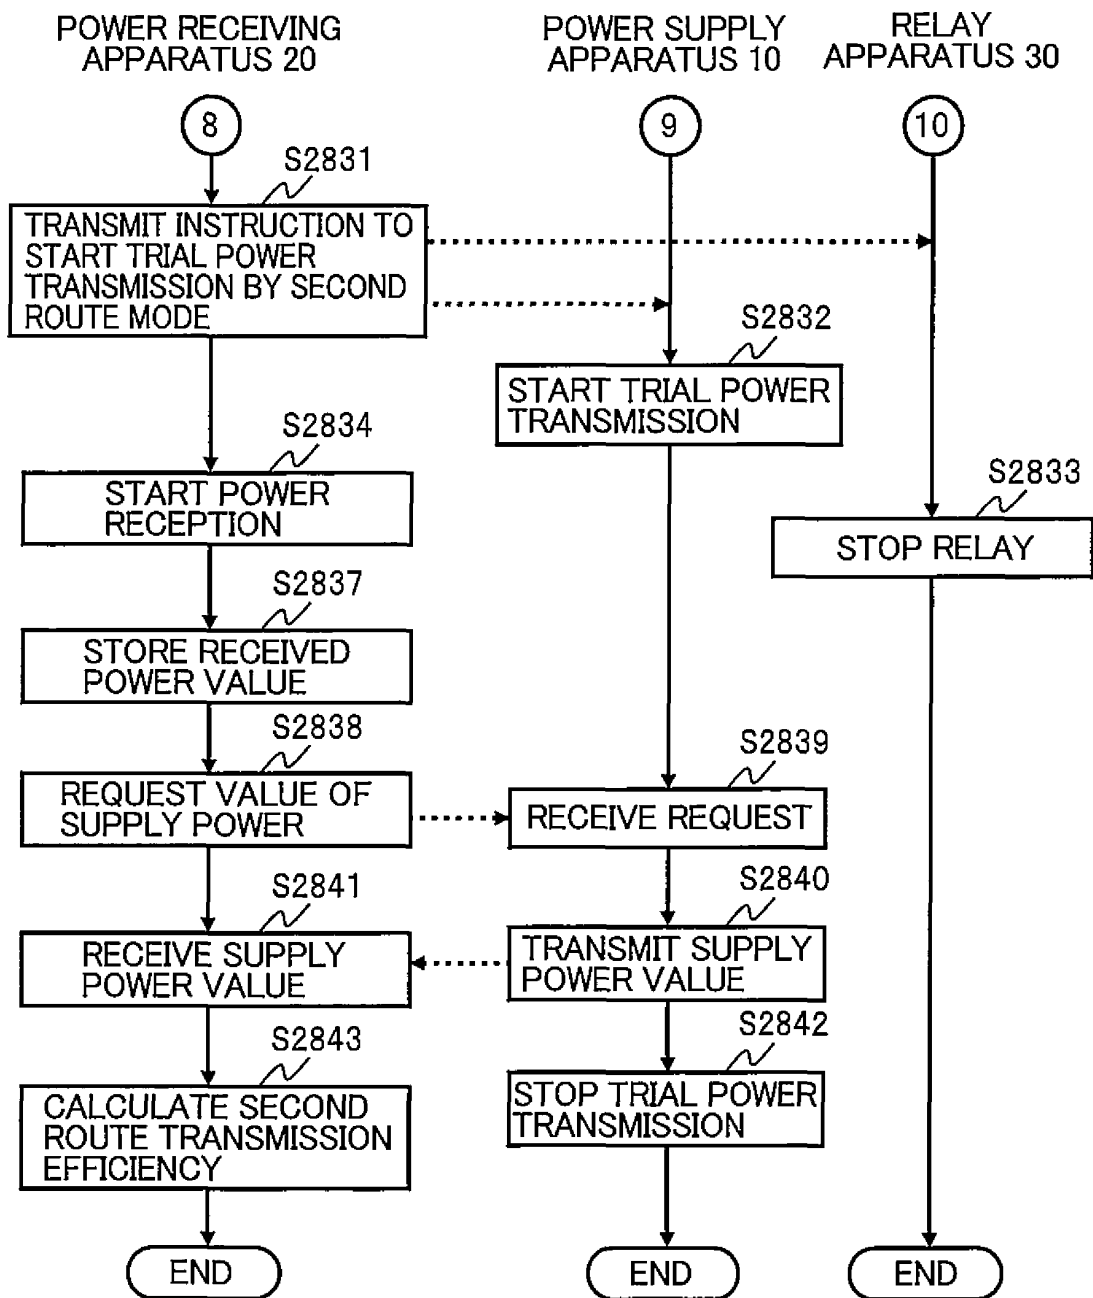 POWER RECEIVING
APPARATUS 20
POWER SUPPLY
APPARATUS 10
RELAY
APPARATUS 30
8
9
10
S2831
TRANSMIT INSTRUCTION TO
START TRIAL POWER
TRANSMISSION BY SECOND
ROUTE MODE
S2832
START TRIAL POWER
TRANSMISSION
S2834
START POWER
RECEPTION
S2833
STOP RELAY
S2837
STORE RECEIVED
POWER VALUE
S2838
REQUEST VALUE OF
SUPPLY POWER
S2839
RECEIVE REQUEST
S2841
RECEIVE SUPPLY
POWER VALUE
S2840
TRANSMIT SUPPLY
POWER VALUE
S2843
CALCULATE SECOND
ROUTE TRANSMISSION
EFFICIENCY
S2842
STOP TRIAL POWER
TRANSMISSION
END
END
END